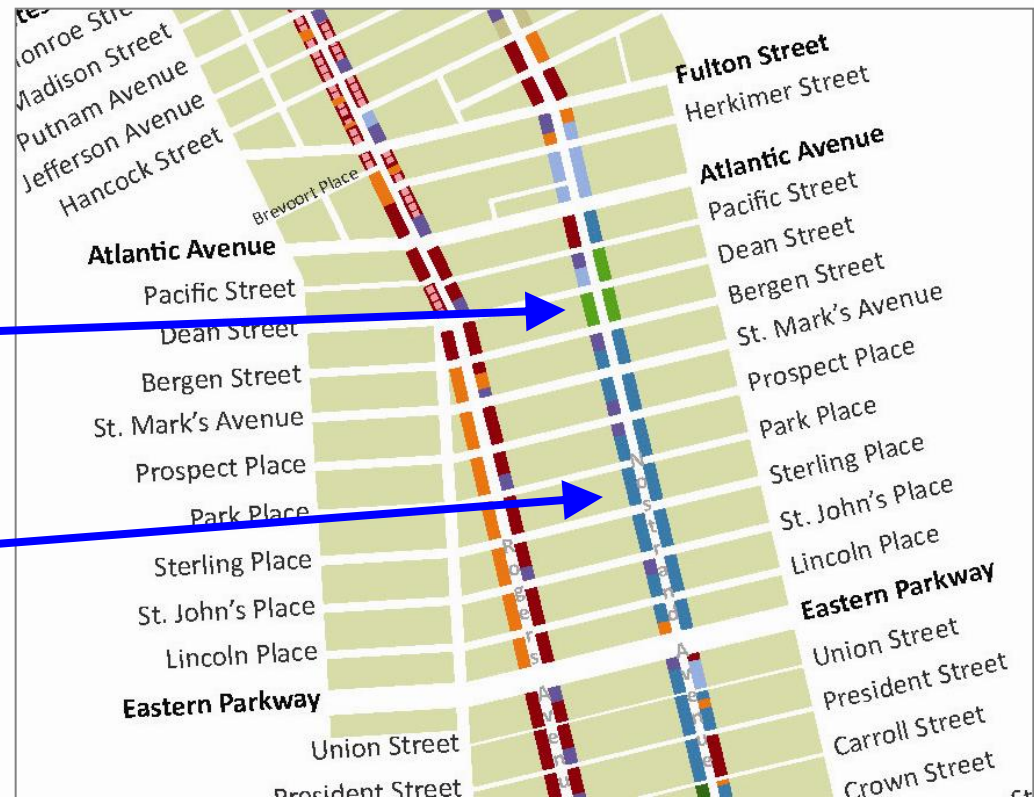 Madison Street
Putnam Avenue
Jefferson Avenue
Hancock Street
Brevoort Place
Atlantic Avenue
Pacific Street
Dean Street
Bergen Street
St. Mark's Avenue
Prospect Place
Park Place
Sterling Place
St. John's Place
Lincoln Place
Eastern Parkway
Union Street
President Street
Rogers Avenu
Nostrand Avenue
Fulton Street
Herkimer Street
Atlantic Avenue
Pacific Street
Dean Street
Bergen Street
St. Mark's Avenue
Prospect Place
Park Place
Sterling Place
St. John's Place
Lincoln Place
Eastern Parkway
Union Street
President Street
Carroll Street
Crown Street